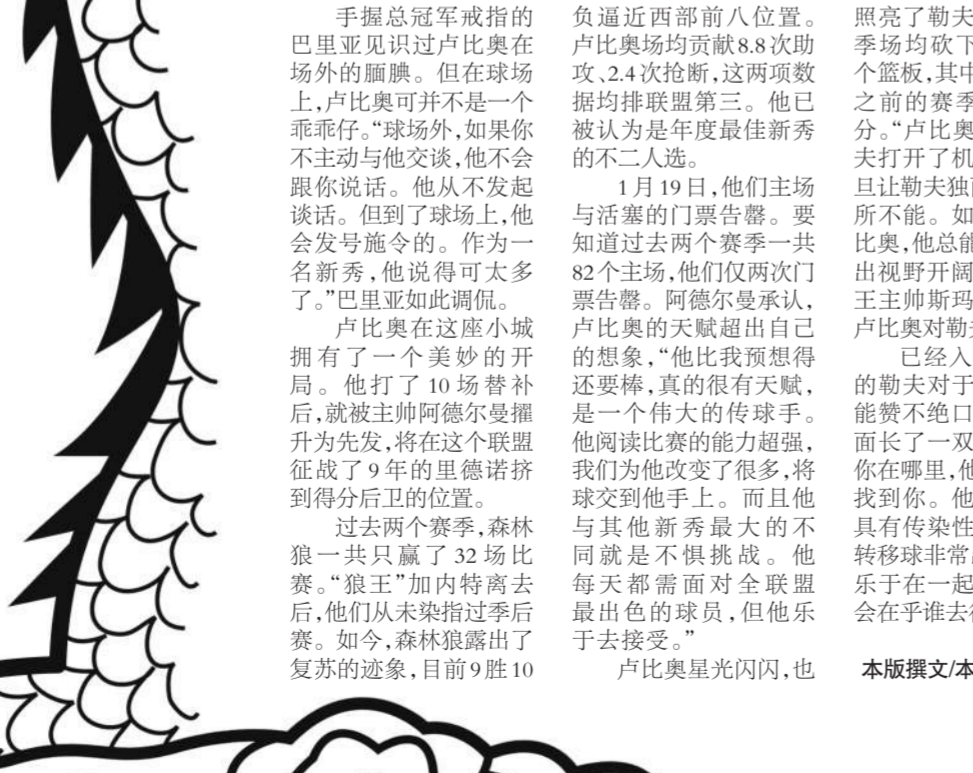 手握总冠军戒指的
巴里亚见识过卢比奥在
场外的腼腆。但在球场
上,卢比奥可并不是一个
乖乖仔。“球场外,如果你
不主动与他交谈,他不会
跟你说话。他从不发起
谈话。但到了球场上,他
会发号施令的。作为一
名新秀,他说得可太多
了。”巴里亚如此调侃。
卢比奥在这座小城
拥有了一个美妙的开
局。他打了10场替补
后,就被主帅阿德尔曼擢
升为先发,将在这个联盟
征战了9年的里德诺挤
到得分后卫的位置。
过去两个赛季,森林
狼一共只赢了32场比
赛。“狼王”加内特离去
后,他们从未染指过季后
赛。如今,森林狼露出了
复苏的迹象,目前9胜10
负逼近西部前八位置。
卢比奥场均贡献8.8次助
攻、2.4次抢断,这两项数
据均排联盟第三。他已
被认为是年度最佳新秀
的不二人选。
1月19日,他们主场
与活塞的门票告罄。要
知道过去两个赛季一共
82个主场,他们仅两次门
票告罄。阿德尔曼承认,
卢比奥的天赋超出自己
的想象,“他比我预想得
还要棒,真的很有天赋,
是一个伟大的传球手。
他阅读比赛的能力超强,
我们为他改变了很多,将
球交到他手上。而且他
与其他新秀最大的不
同就是不惧挑战。他
每天都需面对全联盟
最出色的球员,但他乐
于去接受。”
卢比奥星光闪闪,也
照亮了勒夫
季场均砍下
个篮板,其中
之前的赛季
分。“卢比奥
夫打开了机
旦让勒夫独
所不能。如
比奥,他总能
出视野开阔
王主帅斯玛
卢比奥对勒
已经入
的勒夫对于
能赞不绝口
面长了一双
你在哪里,他
找到你。他
具有传染性
转移球非常
乐于在一起
会在乎谁去
本版撰文/本